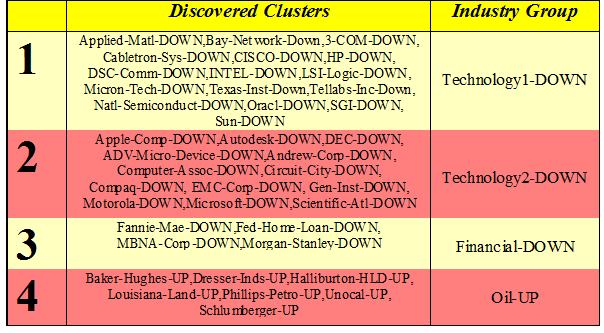 Discovered Clusters Industry Group
1
Applied-Matl-DOWN,Bay-Network-Down,3-COM-DOWN,
Cabletron-Sys-DOWN,CISCO-DOWN,HP-DOWN,
DSC-Comm-DOWN,INTEL-DOWN,LSI-Logic-DOWN,
Micron-Tech-DOWN,Texas-Inst-Down,Tellabs-Inc-Down,
Natl-Semiconduct-DOWN,Oracl-DOWN,SGI-DOWN,
Sun-DOWN
Technology1-DOWN
2
Apple-Comp-DOWN,Autodesk-DOWN,DEC-DOWN,
ADV-Micro-Device-DOWN,Andrew-Corp-DOWN,
Computer-Assoc-DOWN,Circuit-City-DOWN,
Compaq-DOWN, EMC-Corp-DOWN, Gen-Inst-DOWN,
Motorola-DOWN,Microsoft-DOWN,Scientific-Atl-DOWN
Technology2-DOWN
3
Fannie-Mae-DOWN,Fed-Home-Loan-DOWN,
MBNA-Corp-DOWN,Morgan-Stanley-DOWN
Financial-DOWN
4
Baker-Hughes-UP,Dresser-Inds-UP,Halliburton-HLD-UP,
Louisiana-Land-UP,Phillips-Petro-UP,Unocal-UP,
Schlumberger-UP
Oil-UP